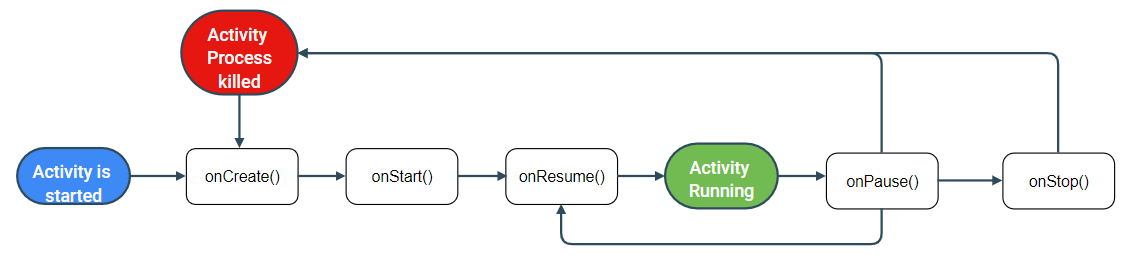 Activity
Process
killed
Activity is
started
onCreate()
onStart()
onResume()
Activity
Running
onPause()
onStop()